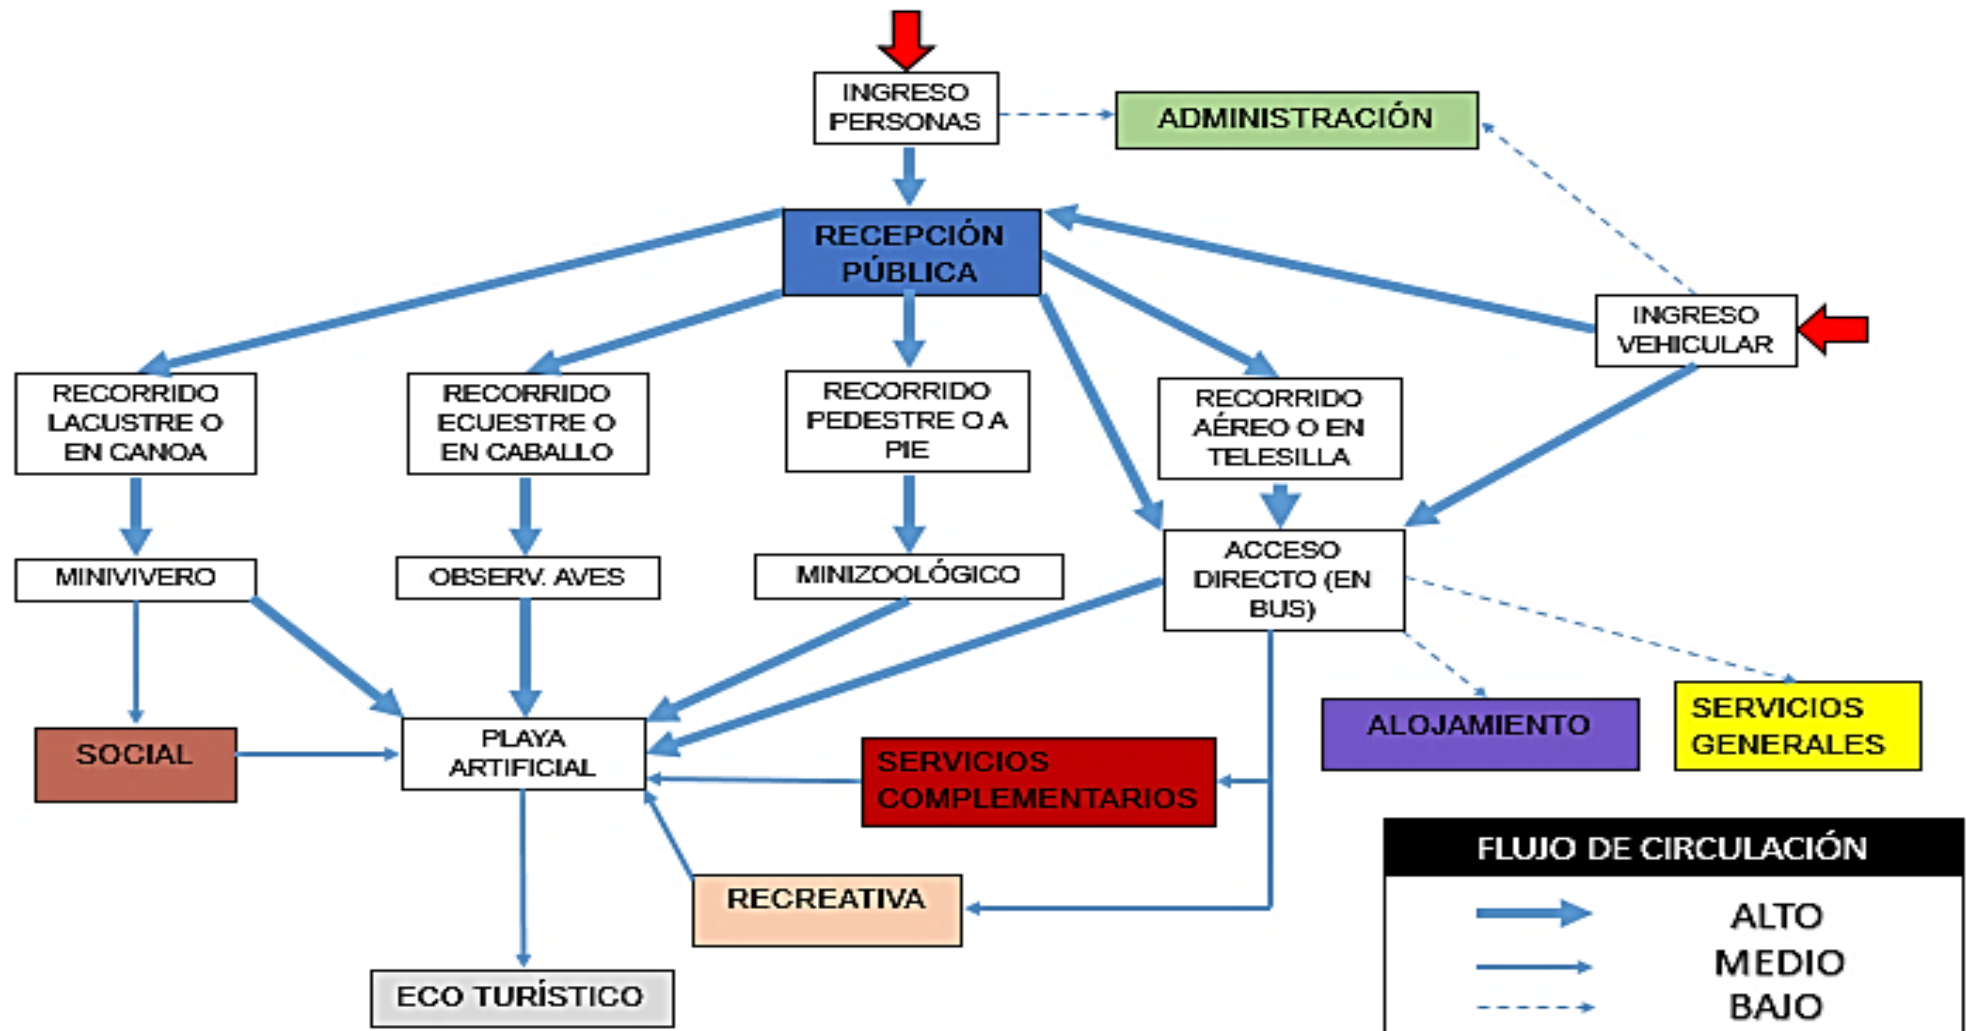 INGRESO
PERSONAS
ADMINISTRACIÓN
RECEPCIÓN
PÚBLICA
INGRESO
VEHICULAR
RECORRIDO
LACUSTRE O
EN CANOA
RECORRIDO
ECUESTRE O
EN CABALLO
RECORRIDO
PEDESTRE O A
PIE
RECORRIDO
AÉREO O EN
TELESILLA
MINIVIVERO
OBSERV. AVES
MINIZOOLÓGICO
ACCESO
DIRECTO (EN
BUS)
SOCIAL
PLAYA
ARTIFICIAL
SERVICIOS
COMPLEMENTARIOS
ALOJAMIENTO
SERVICIOS
GENERALES
RECREATIVA
ECO TURÍSTICO
FLUJO DE CIRCULACIÓN
ALTO
MEDIO
BAJO